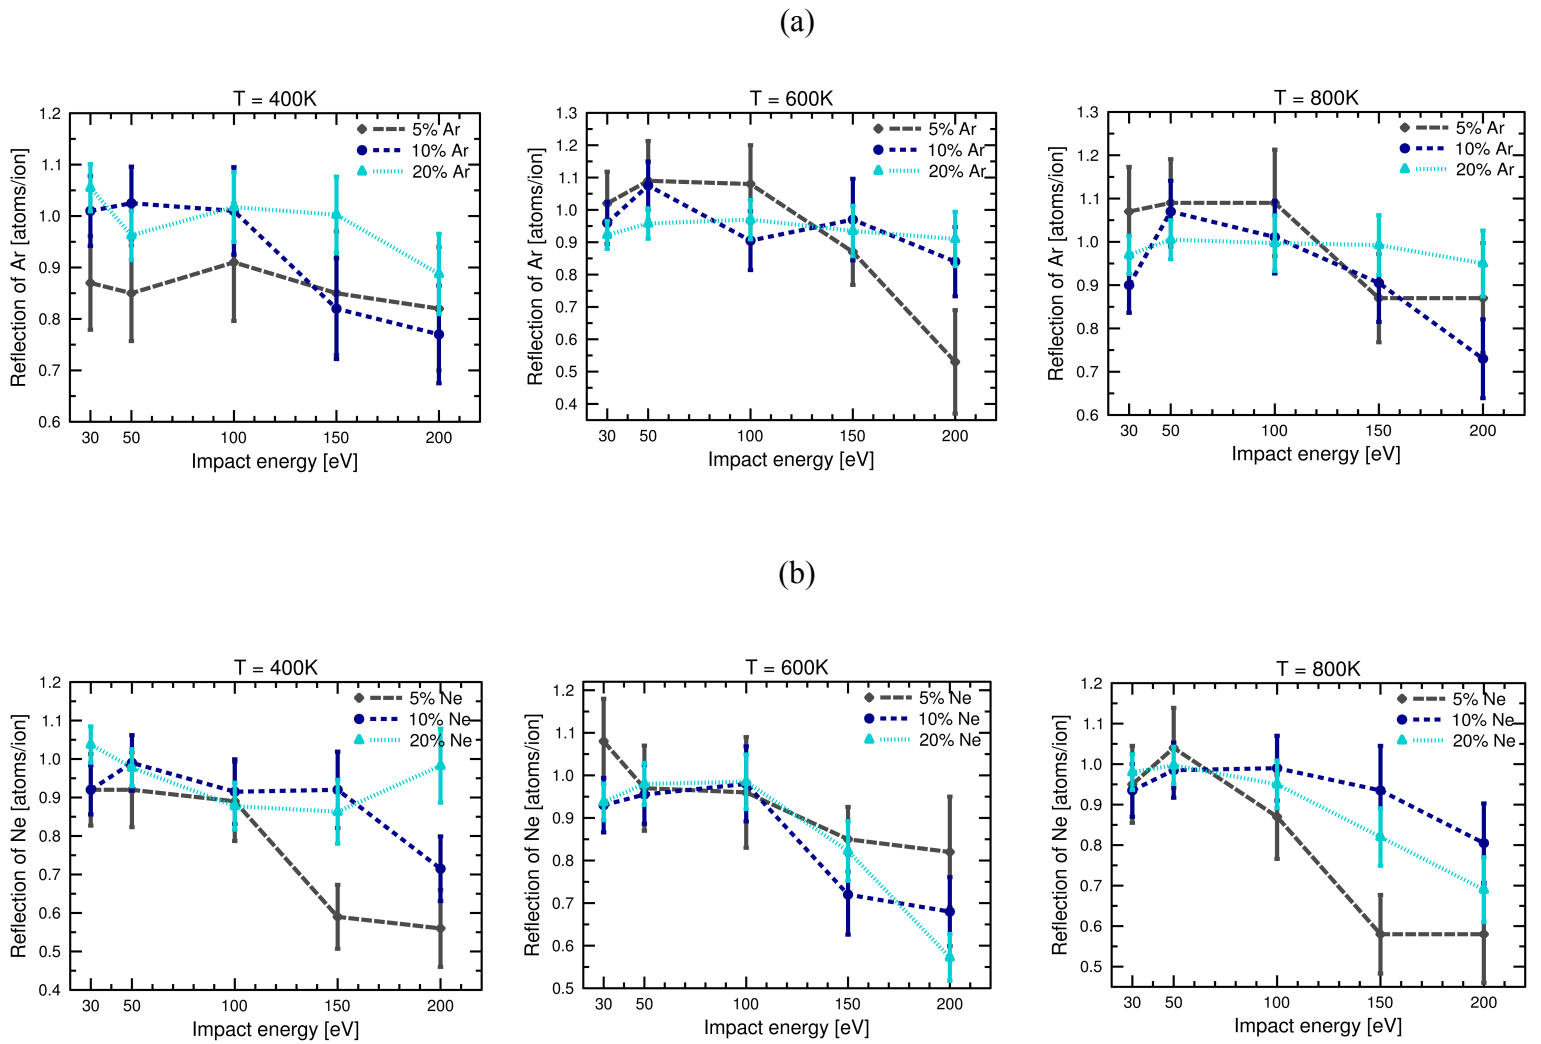 (a)
T = 400K
Reflection of Ar [atoms/ion]
1.2
1.1
1.0
0.9
0.8
0.7
0.6
5% Ar
10% Ar
20% Ar
30 50 100 150 200
Impact energy [eV]
T = 600K
Reflection of Ar [atoms/ion]
1.3
1.2
1.1
1.0
0.9
0.8
0.7
0.6
0.5
0.4
5% Ar
10% Ar
20% Ar
30 50 100 150 200
Impact energy [eV]
T = 800K
Reflection of Ar [atoms/ion]
1.3
1.2
1.1
1.0
0.9
0.8
0.7
0.6
5% Ar
10% Ar
20% Ar
30 50 100 150 200
Impact energy [eV]
(b)
T = 400K
Reflection of Ne [atoms/ion]
1.2
1.1
1.0
0.9
0.8
0.7
0.6
0.5
0.4
5% Ne
10% Ne
20% Ne
30 50 100 150 200
Impact energy [eV]
T = 600K
Reflection of Ne [atoms/ion]
1.2
1.1
1.0
0.9
0.8
0.7
0.6
0.5
5% Ne
10% Ne
20% Ne
30 50 100 150 200
Impact energy [eV]
T = 800K
Reflection of Ne [atoms/ion]
1.2
1.1
1.0
0.9
0.8
0.7
0.6
0.5
5% Ne
10% Ne
20% Ne
30 50 100 150 200
Impact energy [eV]